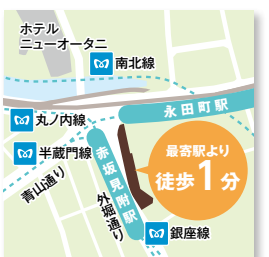 ホテル
ニューオータニ
南北線
永田町駅
丸ノ内線
半蔵門線
青山通り
赤坂見附駅
外堀通り
最寄駅より
徒歩1分
銀座線